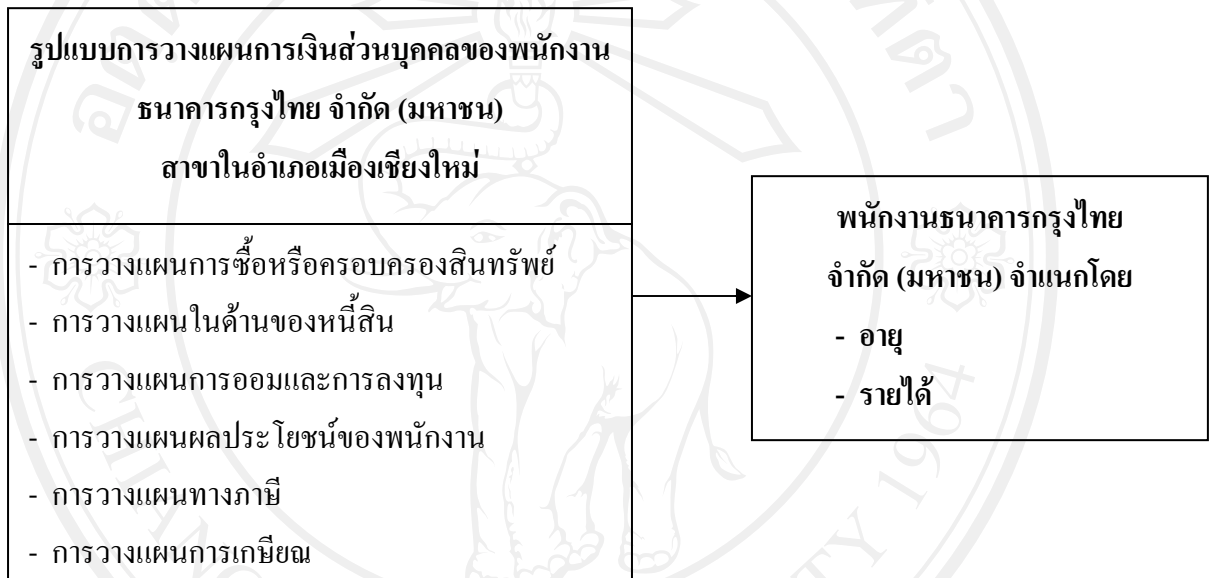 รูปแบบการวางแผนการเงินส่วนบุคคลของพนักงาน
ธนาคารกรุงไทย จำกัด (มหาชน)
สาขาในอำเภอเมืองเชียงใหม่
- การวางแผนการซื้อหรือครอบครองสินทรัพย์
- การวางแผนในด้านของหนี้สิน
- การวางแผนการออมและการลงทุน
- การวางแผนผลประโยชน์ของพนักงาน
- การวางแผนทางภาษี
- การวางแผนการเกษียณ
พนักงานธนาคารกรุงไทย
จำกัด (มหาชน) จำแนกโดย
- อายุ
- รายได้